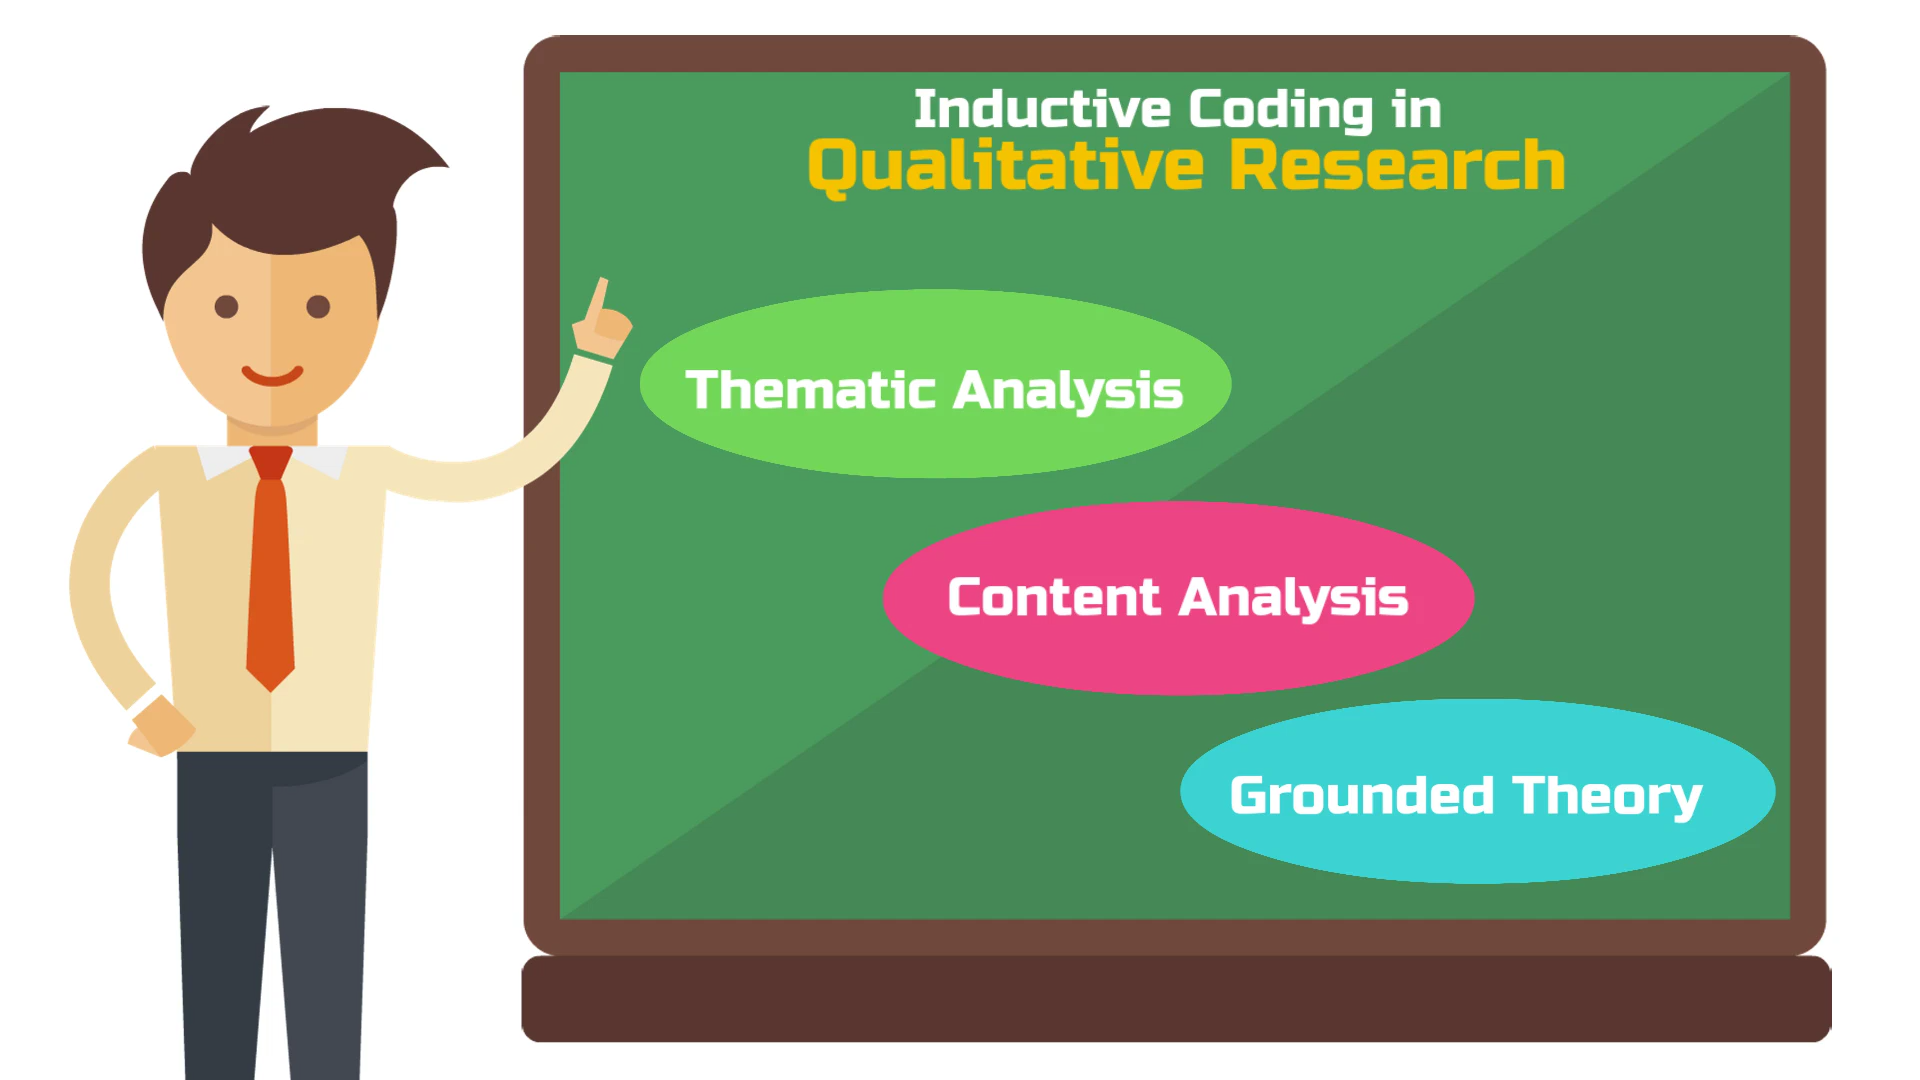 Inductive Coding in
Qualitative Research
Thematic Analysis
Content Analysis
Grounded Theory